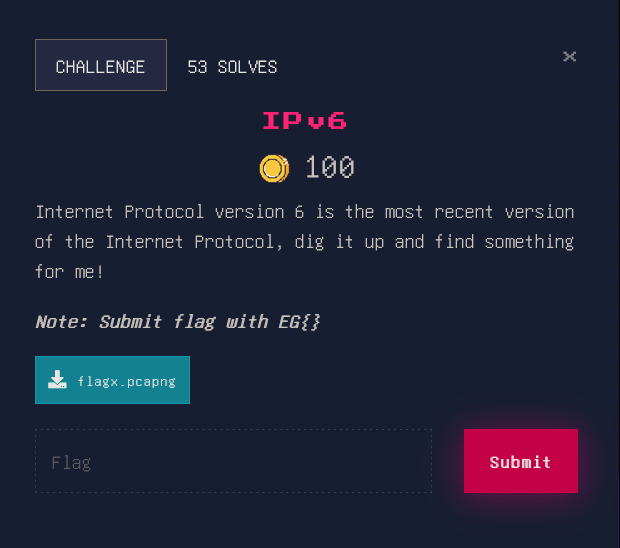 CHALLENGE 53 SOLVES ×
IPv6
100
Internet Protocol version 6 is the most recent version
of the Internet Protocol, dig it up and find something
for me!
Note: Submit flag with EG{}
flagx.pcapng
Flag Submit